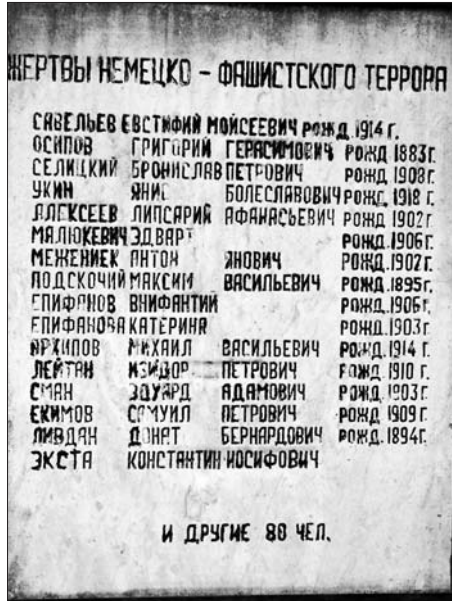 ЖЕРТВЫ НЕМЕЦКО - ФАШИСТСКОГО ТЕРРОРА
САВЕЛЬЕВ ЕВСТИФИЙ МОЙСЕЕВИЧ РОЖД. 1914 Г.
ОСИПОВ ГРИГОРИЙ ГЕРАСИМОВИЧ РОЖД 1883Г.
СЕЛИЦКИЙ БРОНИСЛАВ ПЕТРОВИЧ РОЖД 1908Г.
УКИН ЯНИС БОЛЕСЛАВОВИЧ РОЖД. 1918 Г.
АЛЕКСЕЕВ ЛИПСАРИЙ АФАНАСЬЕВИЧ РОЖД. 1902Г
МАЛЮКЕВИЧ ЭДВАРТ РОЖД. 1906Г.
МЕЖЕНИЕК АНТОН ЯНОВИЧ РОЖД. 1902Г.
ПОДСКОЧИЙ МАКСИМ ВАСИЛЬЕВИЧ РОЖД. 1895Г.
ЕПИФАНОВ ВНИФАНТИЙ РОЖД. 1906Г.
ЕПИФАНОВА КАТЕРИНА РОЖД. 1903Г
АРХИПОВ МИХАИЛ ВАСИЛЬЕВИЧ РОЖД. 1914 Г.
ЛЕЙТАН ИЗИДОР ПЕТРОВИЧ РОЖД 1910 Г.
СМАН ЭДУАРД АДАМОВИЧ РОЖД. 1903Г
ЕКИМОВ САМУИЛ ПЕТРОВИЧ РОЖД 1909 Г.
ЛИВДАН ДОНАТ БЕРНАРДОВИЧ РОЖД. 1894Г.
ЭКСТА КОНСТАНТИН ИОСИФОВИЧ
И ДРУГИЕ 80 ЧЕЛ.